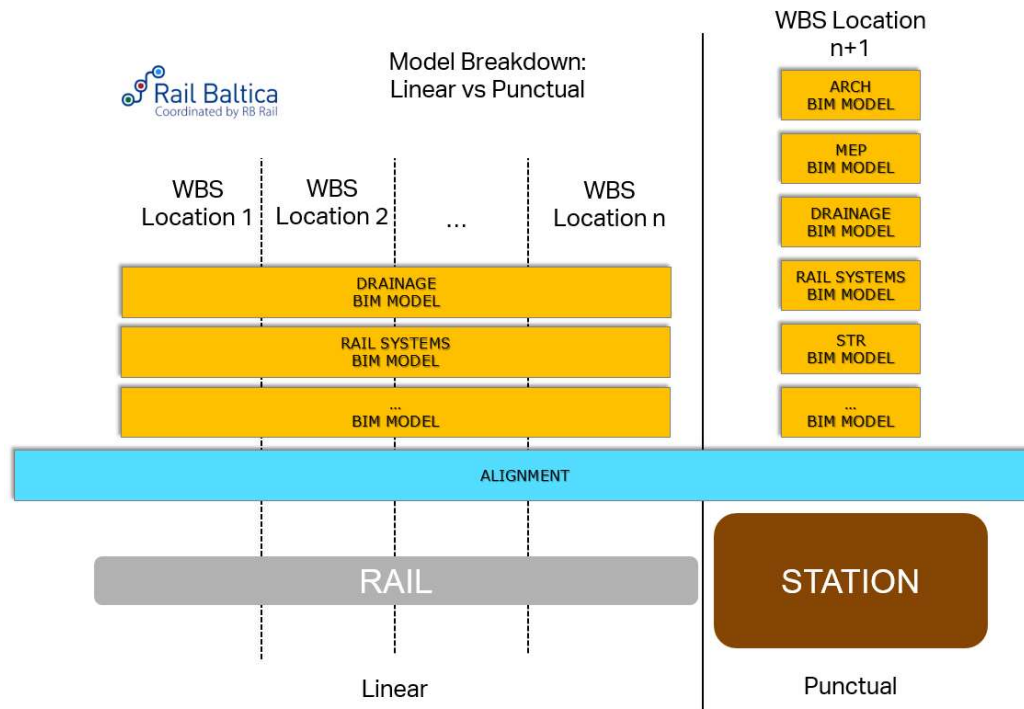 Rail Baltica
Coordinated by RB Rail
Model Breakdown:
Linear vs Punctual
WBS Location
n+1
ARCH
BIM MODEL
MEP
BIM MODEL
DRAINAGE
BIM MODEL
RAIL SYSTEMS
BIM MODEL
STR
BIM MODEL
...
BIM MODEL
WBS
Location 1
WBS
Location 2
...
WBS
Location n
DRAINAGE
BIM MODEL
RAIL SYSTEMS
BIM MODEL
...
BIM MODEL
ALIGNMENT
RAIL
STATION
Linear
Punctual